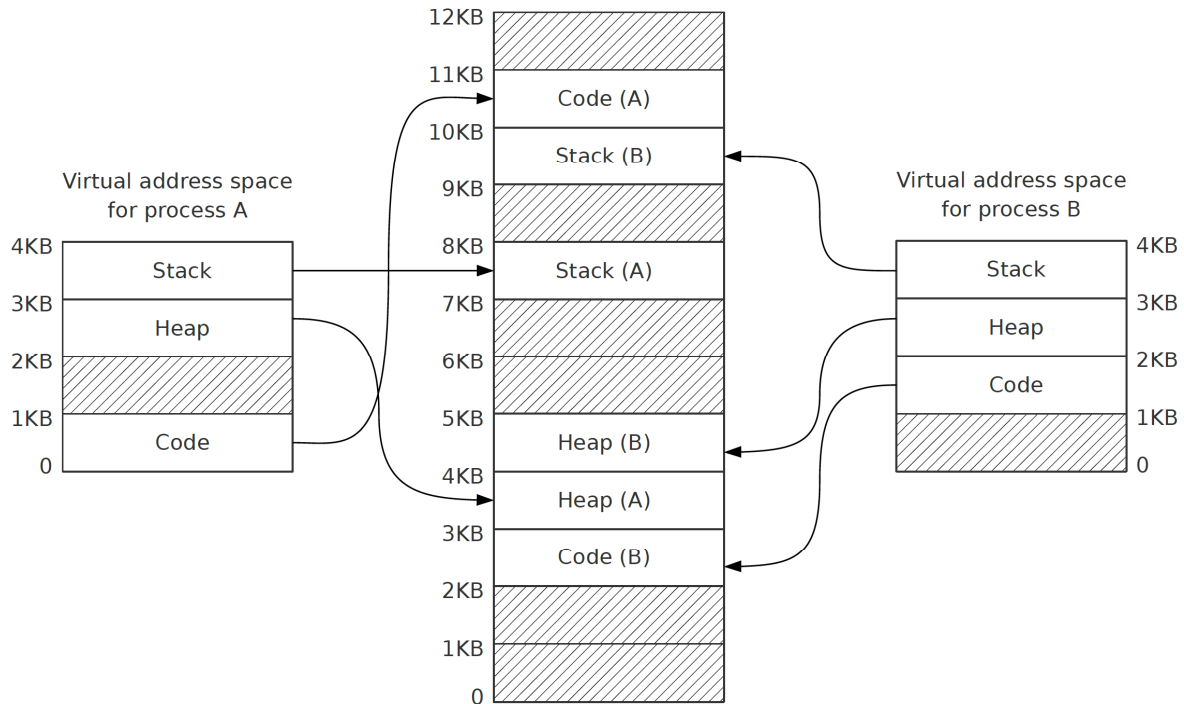 Virtual address space
for process A
4KB
Stack
3KB
Heap
2KB
1KB
Code
0
12KB
11KB
Code (A)
10KB
Stack (B)
9KB
8KB
Stack (A)
7KB
6KB
5KB
Heap (B)
4KB
Heap (A)
3KB
Code (B)
2KB
1KB
0
Virtual address space
for process B
4KB
Stack
3KB
Heap
2KB
Code
1KB
0